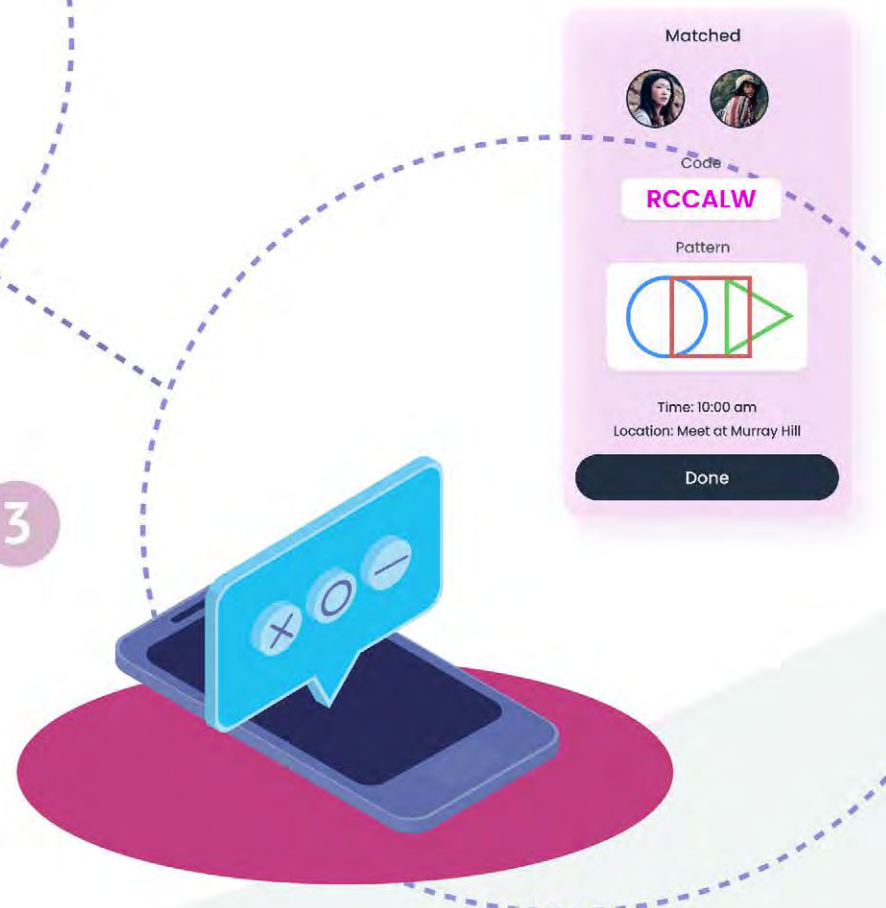 Matched
Code
RCCALW
Pattern
Time: 10:00 am
Location: Meet at Murray Hill
Done
3